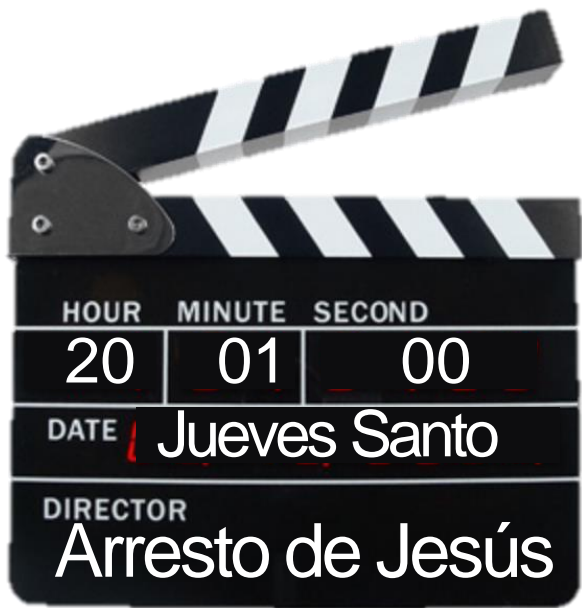 HOUR MINUTE SECOND
20 01 00
DATE Jueves Santo
DIRECTOR
Arresto de Jesús